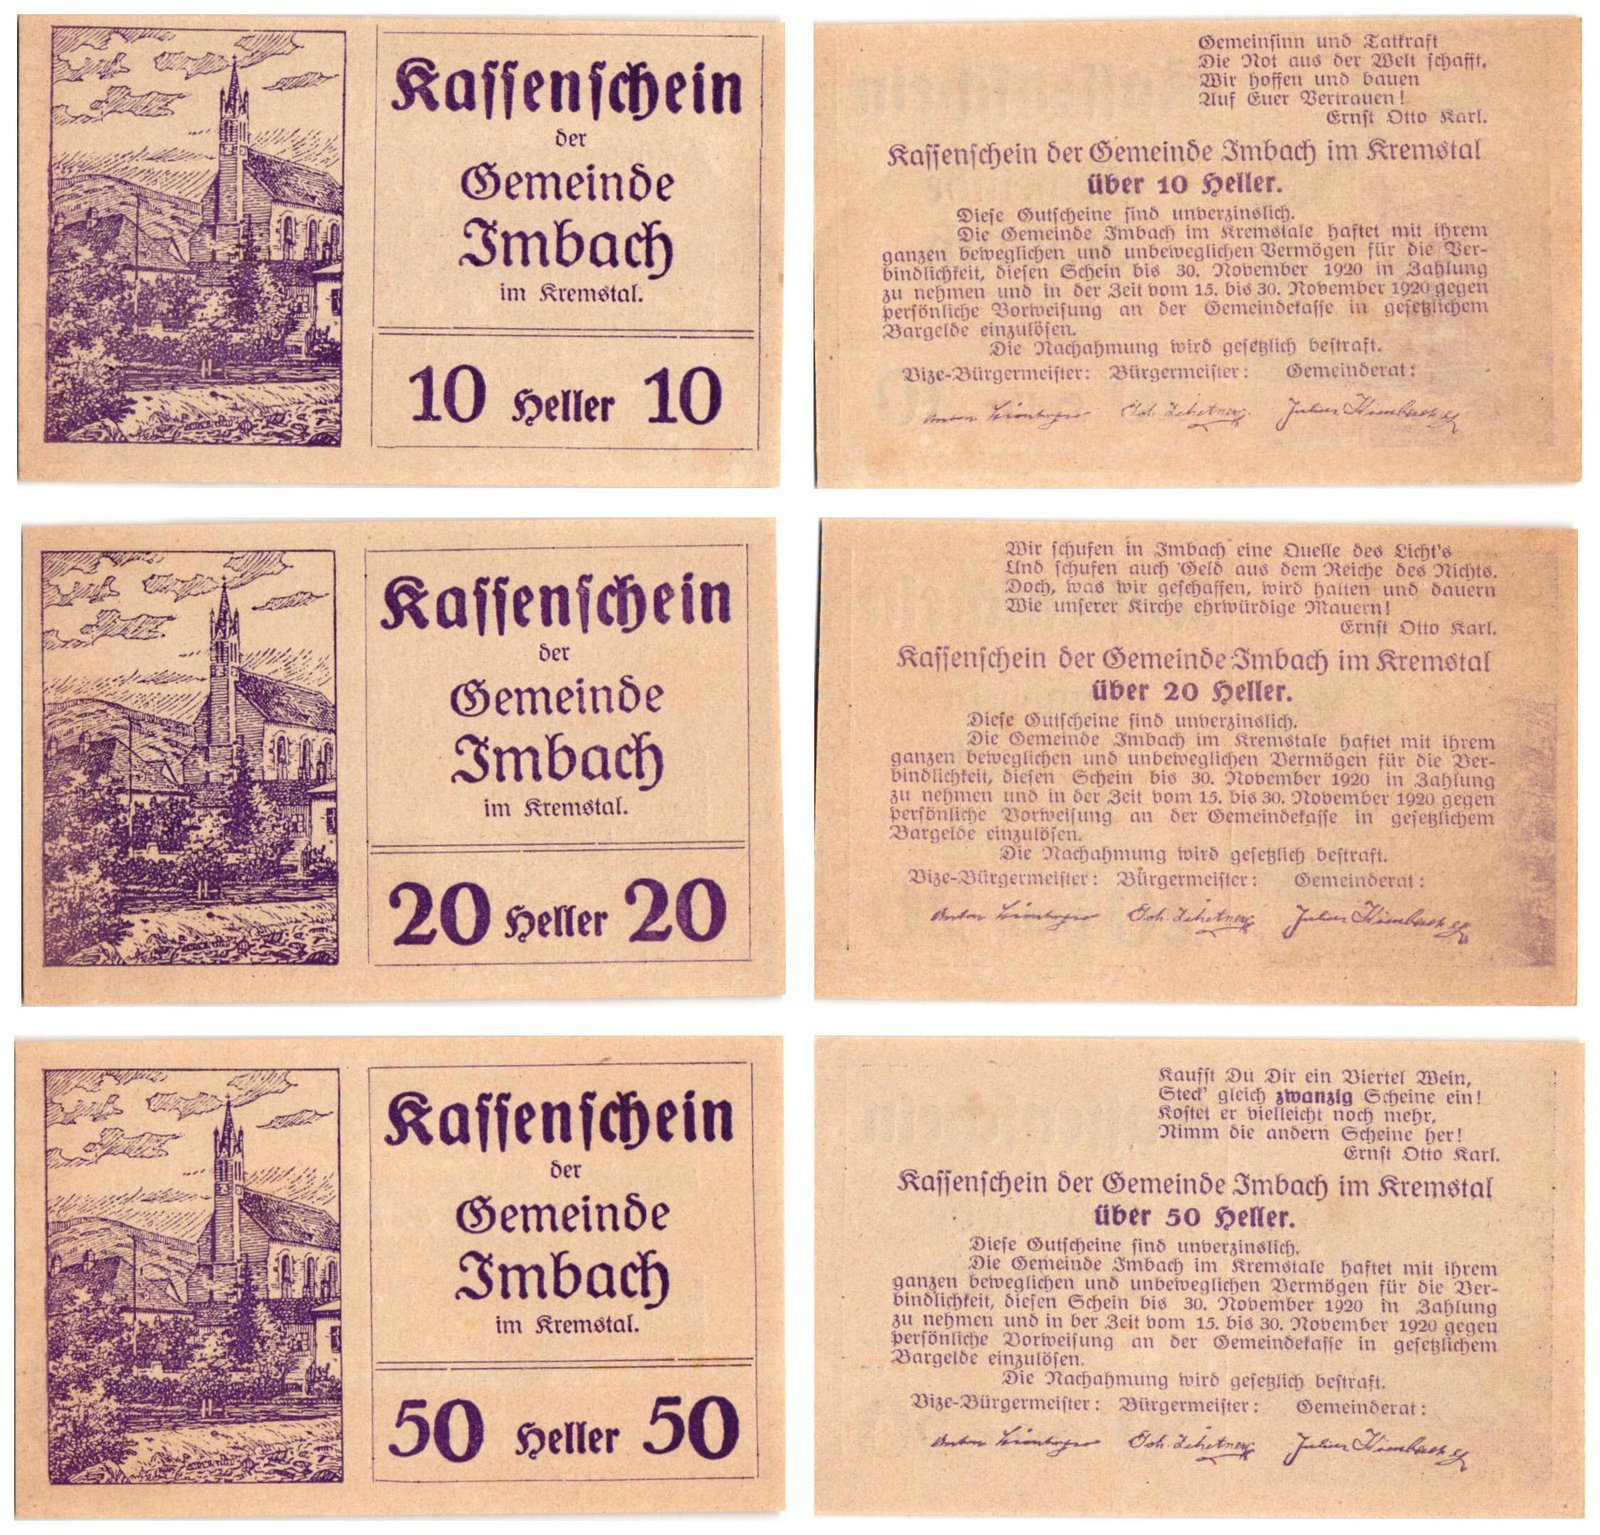 Kassenschein
der
Gemeinde
Imbach
im Kremstal.
10 Heller 10
Gemeinsinn und Tatkraft
Die Not aus der Welt schafft,
Wir hoffen und bauen
Auf Euer Vertrauen!
Ernst Otto Karl.
Kassenschein der Gemeinde Imbach im Kremstal
über 10 Heller.
Diese Gutscheine sind unverzinslich.
Die Gemeinde Imbach im Kremstale haftet mit ihrem
ganzen beweglichen und unbeweglichen Vermögen für die Ver-
bindlichkeit, diesen Schein bis 30. November 1920 in Zahlung
zu nehmen und in der Zeit vom 15. bis 30. November 1920 gegen
persönliche Vorweisung an der Gemeindekasse in gesetzlichem
Bargelde einzulösen.
Die Nachahmung wird gesetzlich bestraft.
Vize-Bürgermeister: Bürgermeister: Gemeinderat:
Kassenschein
der
Gemeinde
Imbach
im Kremstal.
20 Heller 20
Wir schufen in Imbach eine Quelle des Licht's
Und schufen auch Geld aus dem Reiche des Nichts.
Doch, was wir geschaffen, wird halten und dauern
Wie unserer Kirche ehrwürdige Mauern!
Ernst Otto Karl.
Kassenschein der Gemeinde Imbach im Kremstal
über 20 Heller.
Diese Gutscheine sind unverzinslich.
Die Gemeinde Imbach im Kremstale haftet mit ihrem
ganzen beweglichen und unbeweglichen Vermögen für die Ver-
bindlichkeit, diesen Schein bis 30. November 1920 in Zahlung
zu nehmen und in der Zeit vom 15. bis 30. November 1920 gegen
persönliche Vorweisung an der Gemeindekasse in gesetzlichem
Bargelde einzulösen.
Die Nachahmung wird gesetzlich bestraft.
Vize-Bürgermeister: Bürgermeister: Gemeinderat:
Kassenschein
der
Gemeinde
Imbach
im Kremstal.
50 Heller 50
Kaufst Du Dir ein Viertel Wein,
Steck' gleich zwanzig Scheine ein!
Kostet er vielleicht noch mehr,
Nimm die andern Scheine her!
Ernst Otto Karl.
Kassenschein der Gemeinde Imbach im Kremstal
über 50 Heller.
Diese Gutscheine sind unverzinslich.
Die Gemeinde Imbach im Kremstale haftet mit ihrem
ganzen beweglichen und unbeweglichen Vermögen für die Ver-
bindlichkeit, diesen Schein bis 30. November 1920 in Zahlung
zu nehmen und in ber Zeit vom 15. bis 30. November 1920 gegen
persönliche Vorweisung an der Gemeindekasse in gesetzlichem
Bargelde einzulösen.
Die Nachahmung wird gesetzlich bestraft.
Vize-Bürgermeister: Bürgermeister: Gemeinderat: